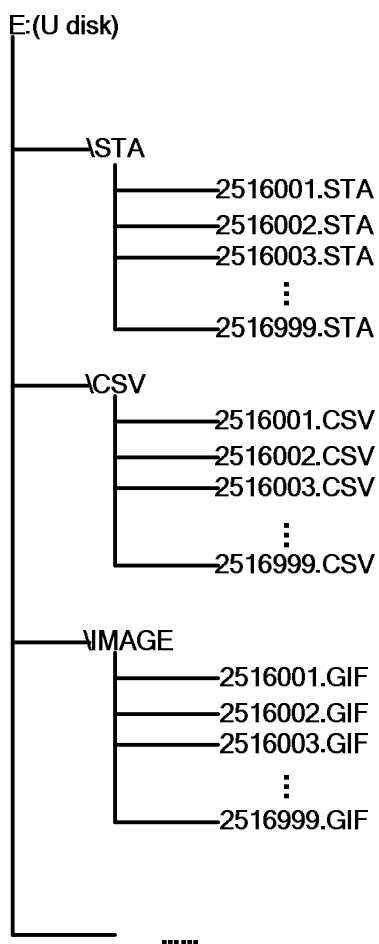 E:(U disk)
\STA
2516001.STA
2516002.STA
2516003.STA
⋮
2516999.STA
\CSV
2516001.CSV
2516002.CSV
2516003.CSV
⋮
2516999.CSV
\IMAGE
2516001.GIF
2516002.GIF
2516003.GIF
⋮
2516999.GIF
......